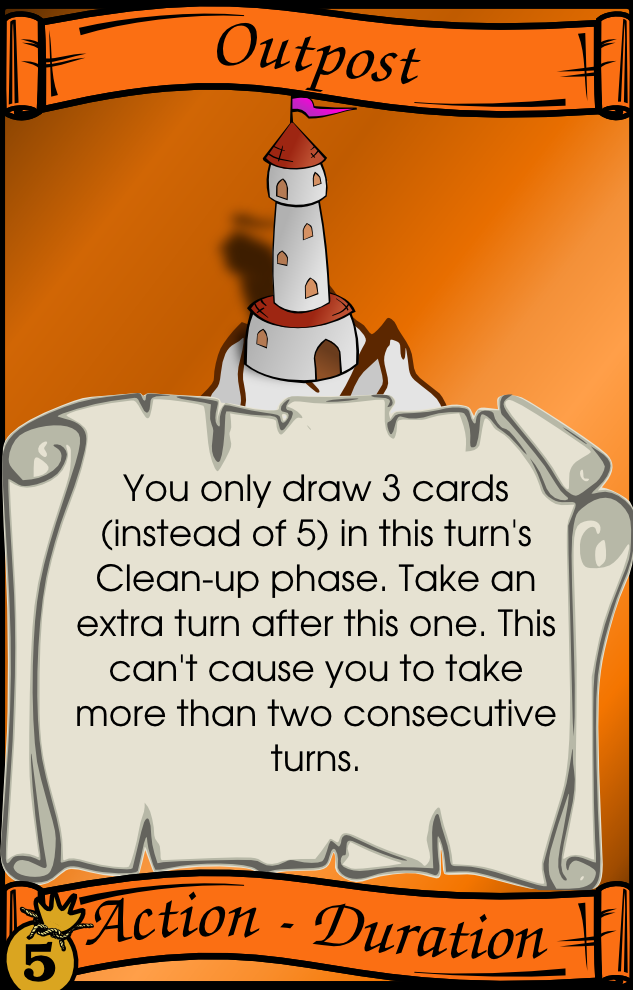 Outpost
You only draw 3 cards
(instead of 5) in this turn's
Clean-up phase. Take an
extra turn after this one. This
can't cause you to take
more than two consecutive
turns.
Action - Duration
5